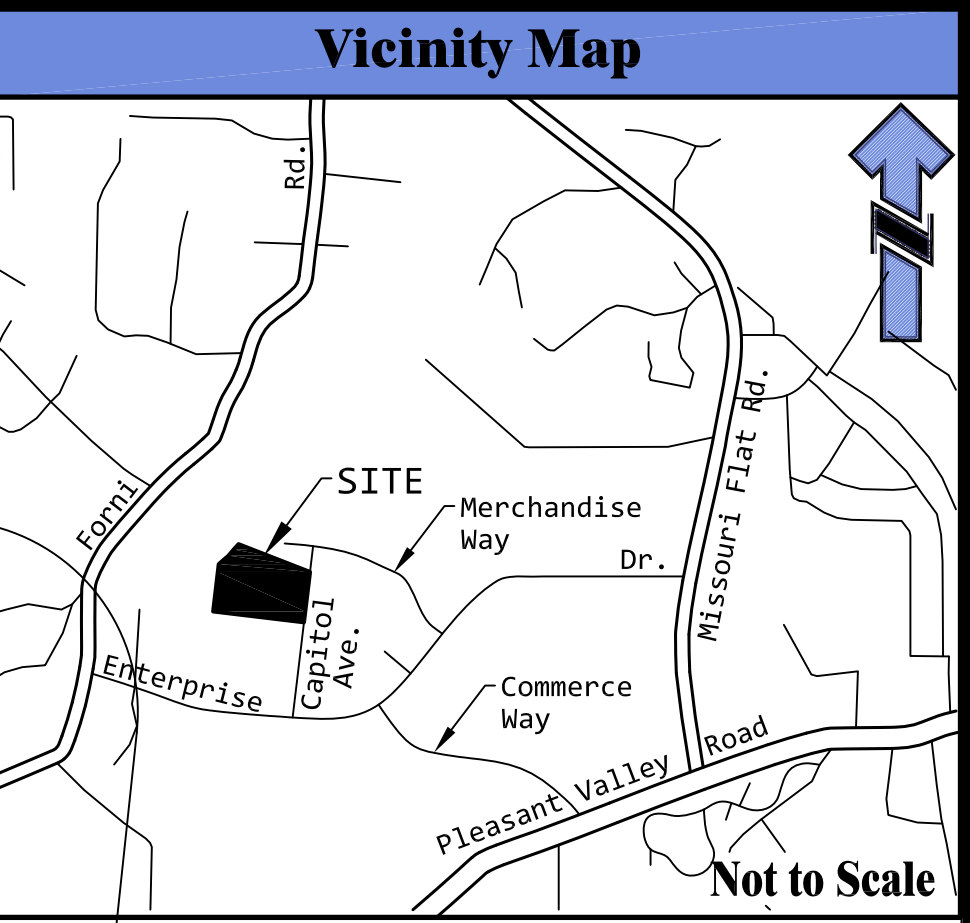 Vicinity Map
Rd.
Missouri Flat Rd.
Forni
SITE
Merchandise
Way
Dr.
Capitol
Ave.
Enterprise
Commerce
Way
Pleasant Valley Road
Not to Scale